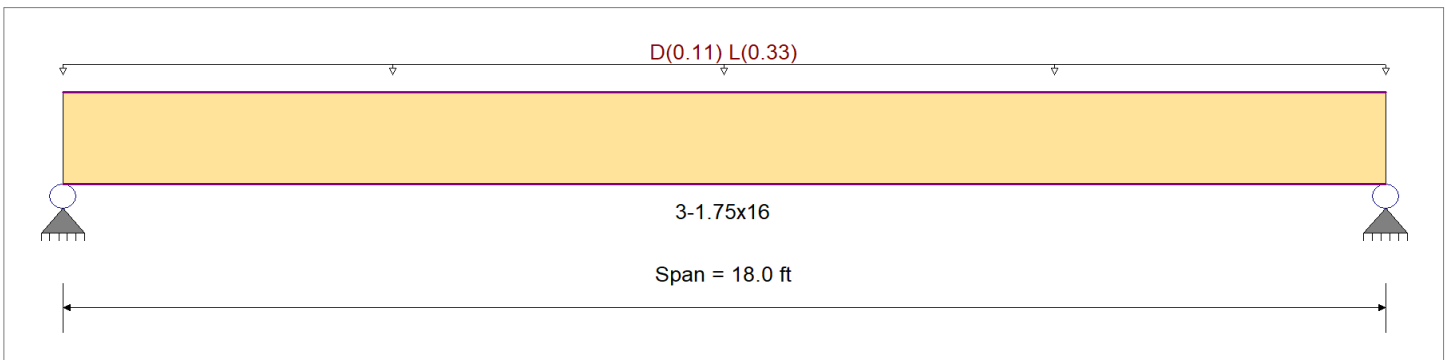 D(0.11) L(0.33)
3-1.75x16
Span = 18.0 ft